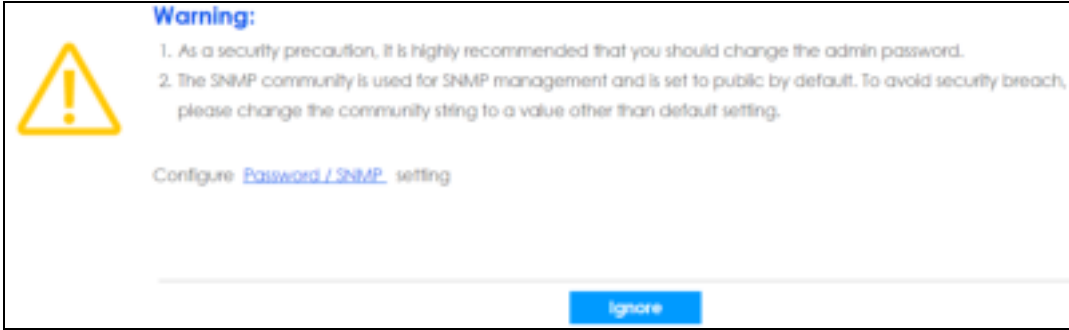 Warning:
1. As a security precaution, it is highly recommended that you should change the admin password.
2. The SNMP community is used for SNMP management and is set to public by default. To avoid security breach,
please change the community string to a value other than default setting.
Configure Password / SNMP setting
Ignore